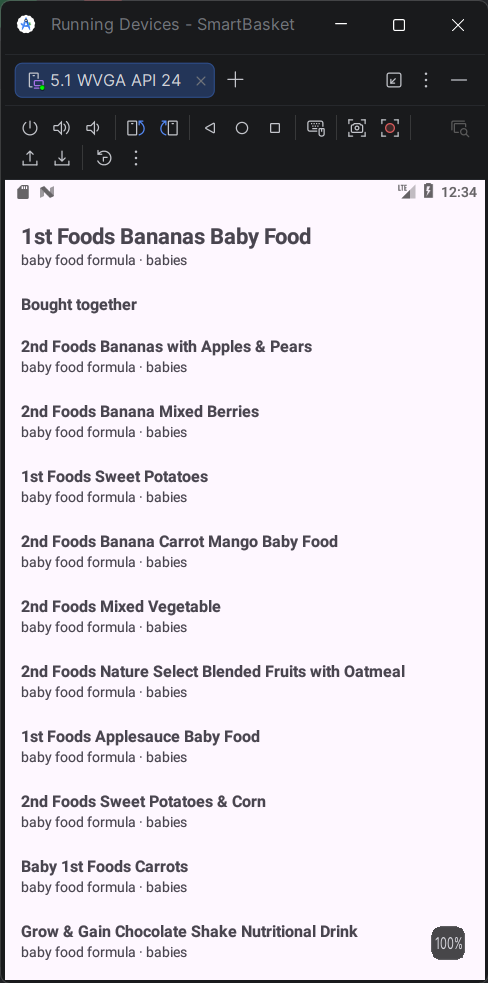 Running Devices - SmartBasket
5.1 WVGA API 24
LTE 12:34
1st Foods Bananas Baby Food
baby food formula · babies
Bought together
2nd Foods Bananas with Apples & Pears
baby food formula · babies
2nd Foods Banana Mixed Berries
baby food formula · babies
1st Foods Sweet Potatoes
baby food formula · babies
2nd Foods Banana Carrot Mango Baby Food
baby food formula · babies
2nd Foods Mixed Vegetable
baby food formula · babies
2nd Foods Nature Select Blended Fruits with Oatmeal
baby food formula · babies
1st Foods Applesauce Baby Food
baby food formula · babies
2nd Foods Sweet Potatoes & Corn
baby food formula · babies
Baby 1st Foods Carrots
baby food formula · babies
Grow & Gain Chocolate Shake Nutritional Drink
baby food formula · babies
100%